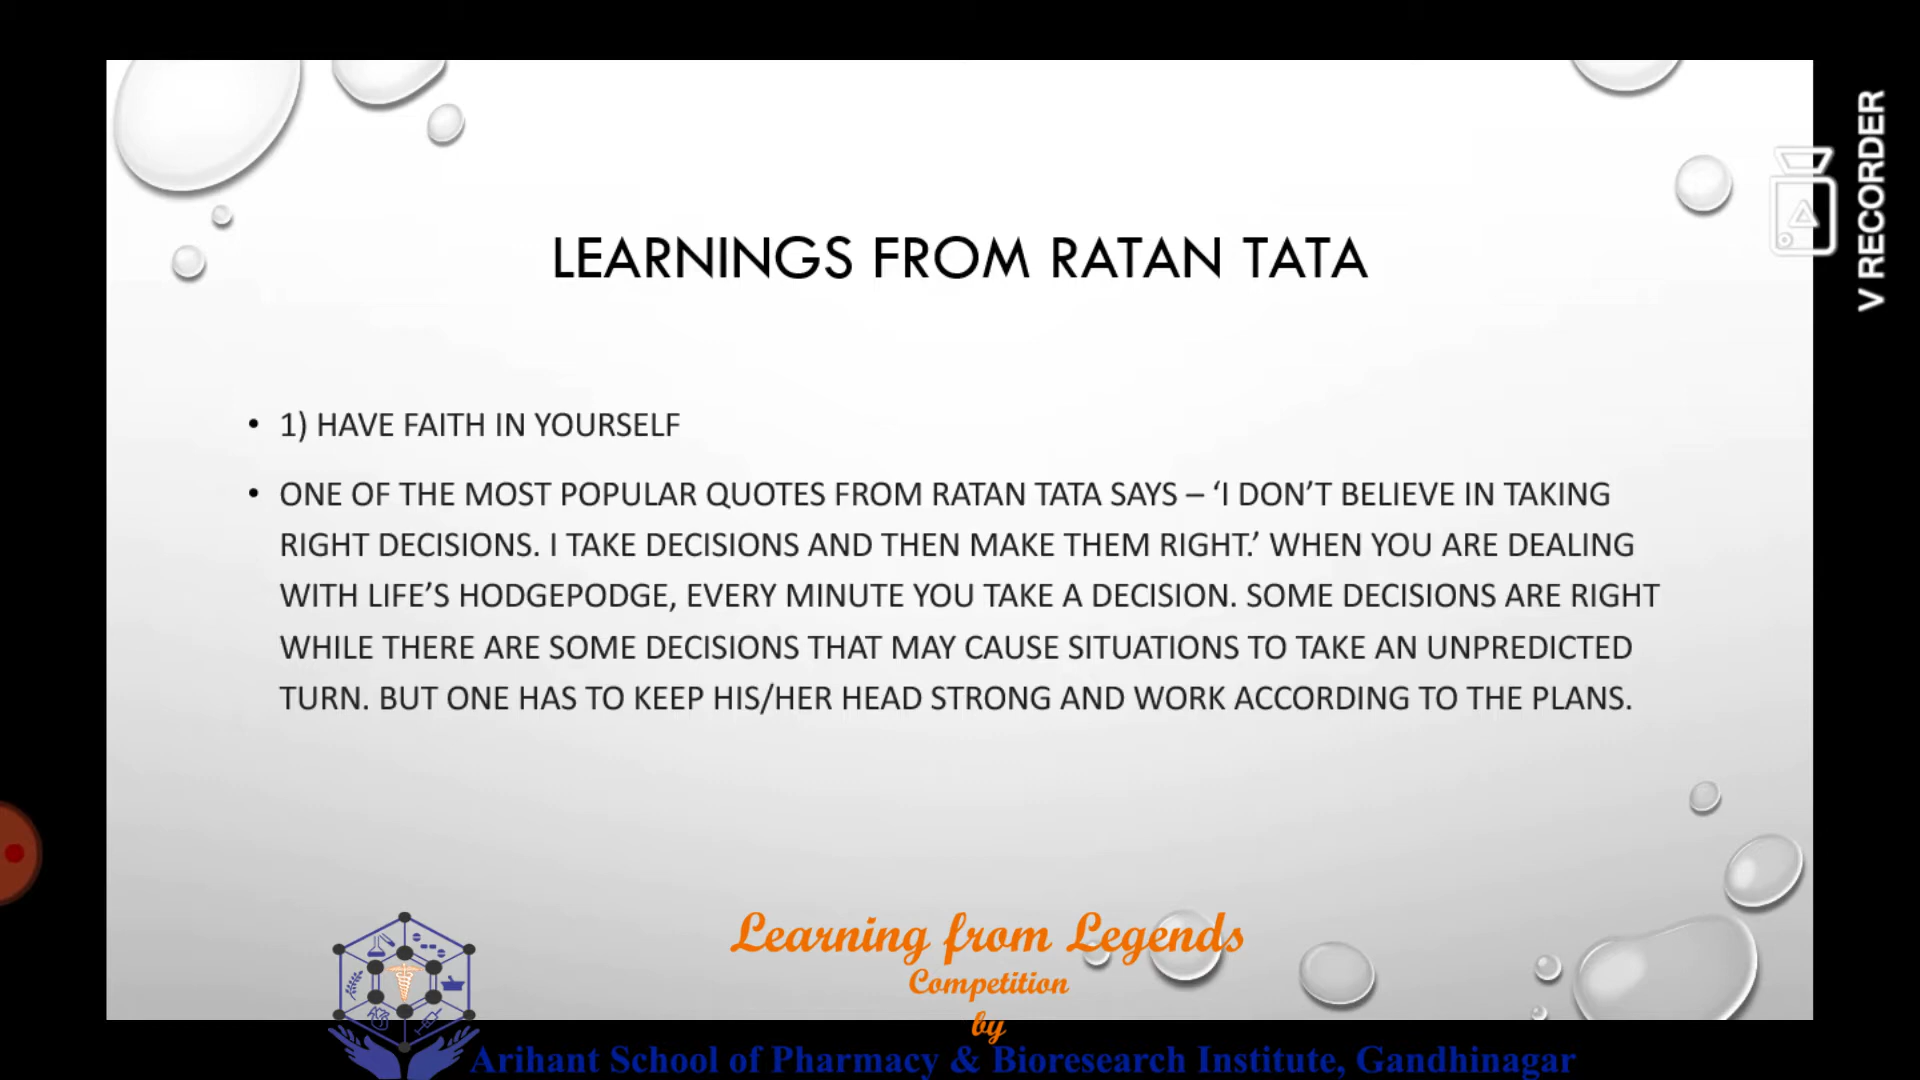 LEARNINGS FROM RATAN TATA
V RECORDER
• 1) HAVE FAITH IN YOURSELF
• ONE OF THE MOST POPULAR QUOTES FROM RATAN TATA SAYS – ‘I DON’T BELIEVE IN TAKING
RIGHT DECISIONS. I TAKE DECISIONS AND THEN MAKE THEM RIGHT.’ WHEN YOU ARE DEALING
WITH LIFE’S HODGEPODGE, EVERY MINUTE YOU TAKE A DECISION. SOME DECISIONS ARE RIGHT
WHILE THERE ARE SOME DECISIONS THAT MAY CAUSE SITUATIONS TO TAKE AN UNPREDICTED
TURN. BUT ONE HAS TO KEEP HIS/HER HEAD STRONG AND WORK ACCORDING TO THE PLANS.
Learning from Legends
Competition
by
Arihant School of Pharmacy & Bioresearch Institute, Gandhinagar